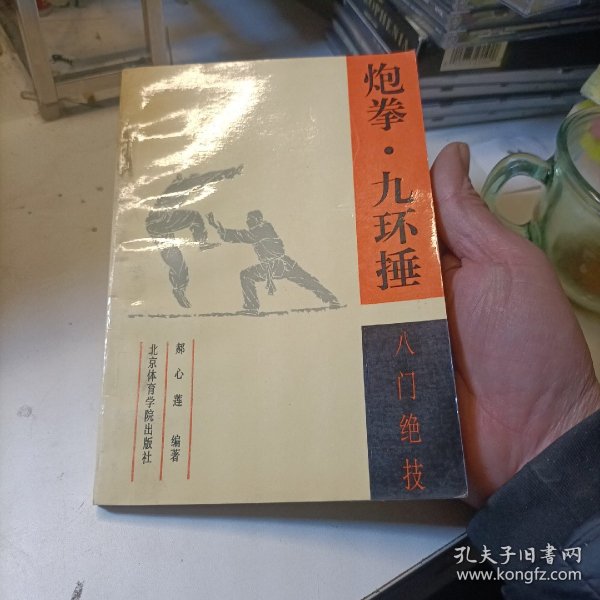 炮拳·九环捶
八门绝技
郝心莲 编著
北京体育学院出版社
孔夫子旧书网
www.kongfz.com